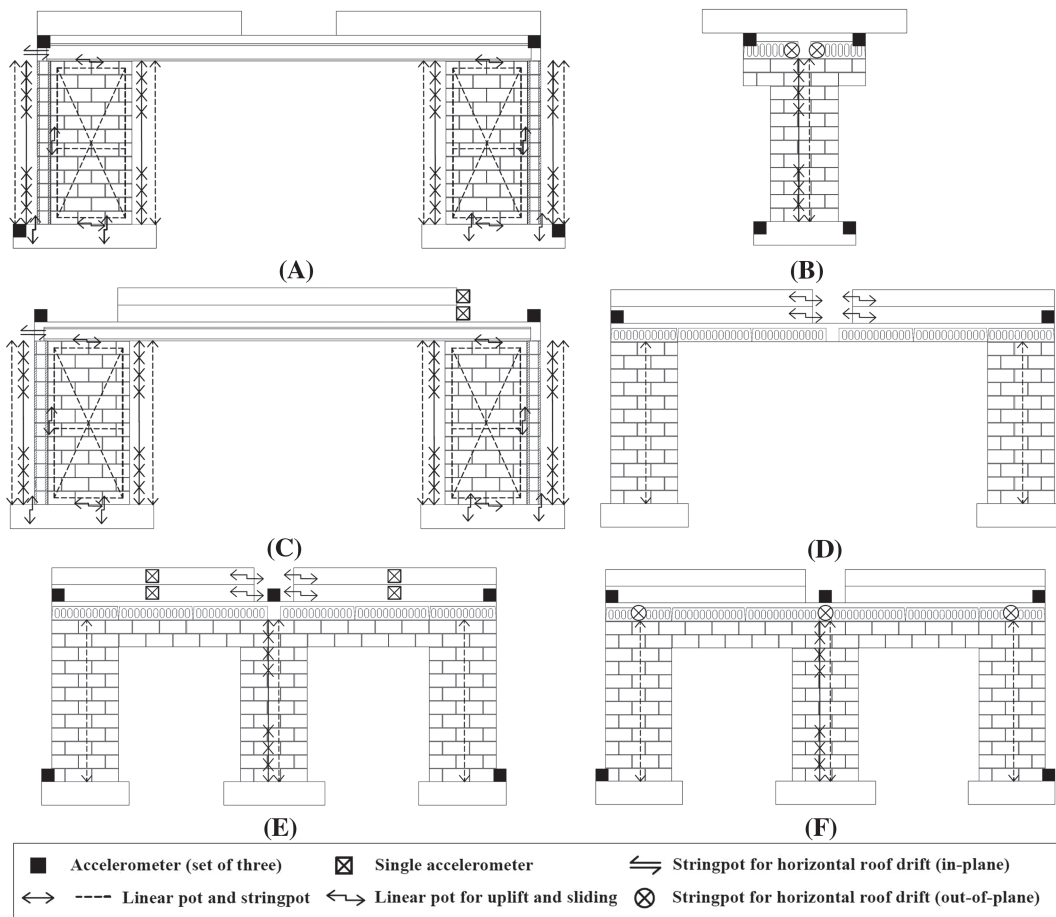 (A)
(B)
(C)
(D)
(E)
(F)
Accelerometer (set of three)
Single accelerometer
Stringpot for horizontal roof drift (in-plane)
Linear pot and stringpot
Linear pot for uplift and sliding
Stringpot for horizontal roof drift (out-of-plane)